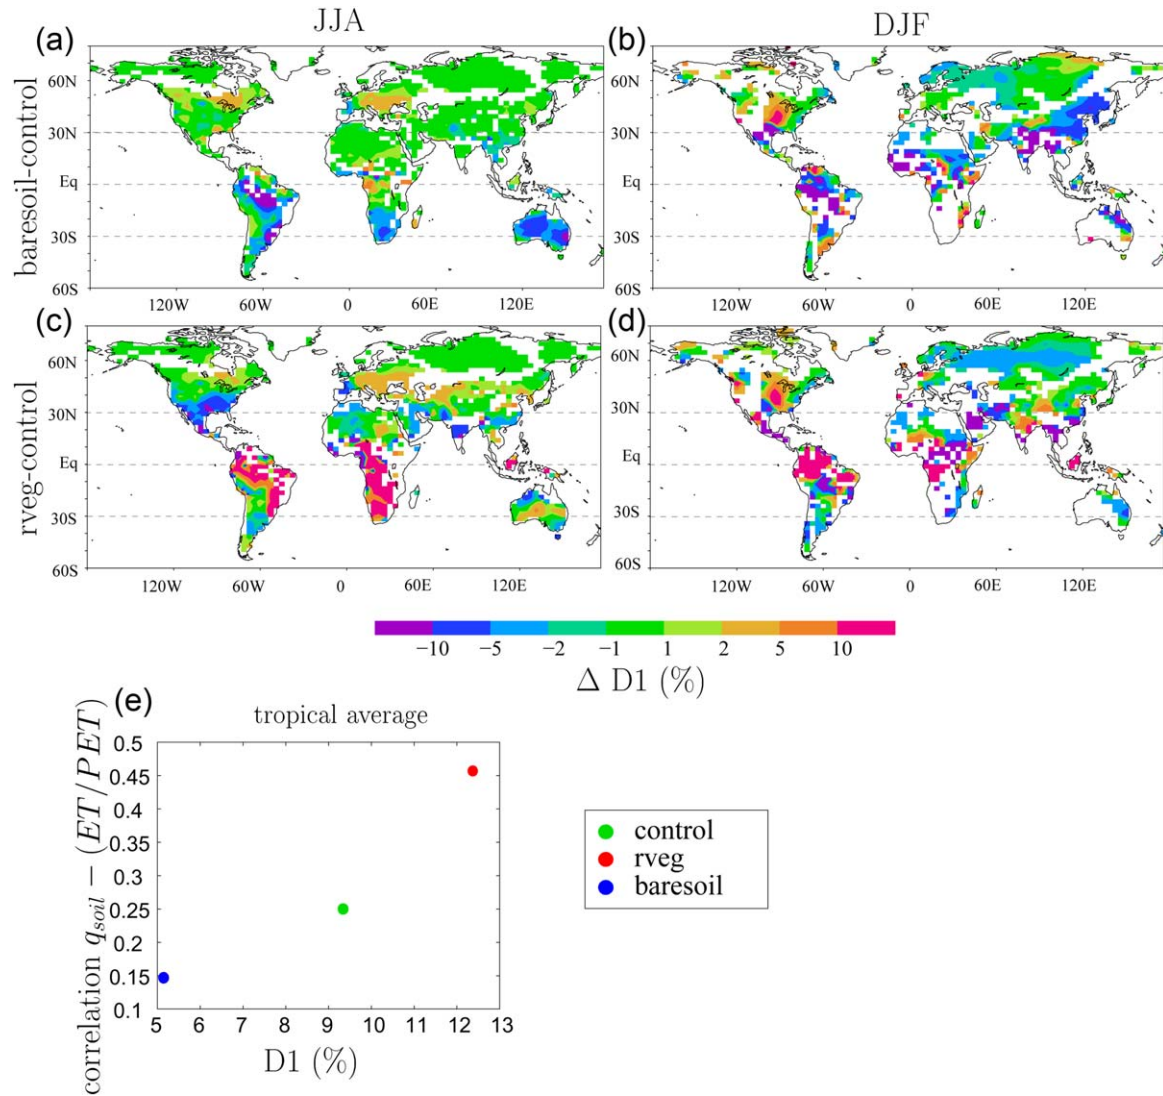 JJA
DJF
(a)
(b)
baresoil-control
60N
30N
Eq
30S
60S
120W
60W
0
60E
120E
60N
30N
Eq
30S
60S
120W
60W
0
60E
120E
(c)
(d)
rveg-control
60N
30N
Eq
30S
60S
120W
60W
0
60E
120E
60N
30N
Eq
30S
60S
120W
60W
0
60E
120E
−10
−5
−2
−1
1
2
5
10
Δ D1 (%)
(e)
tropical average
correlation q_soil − (ET/PET)
0.5
0.45
0.4
0.35
0.3
0.25
0.2
0.15
0.1
5 6 7 8 9 10 11 12 13
D1 (%)
control
rveg
baresoil